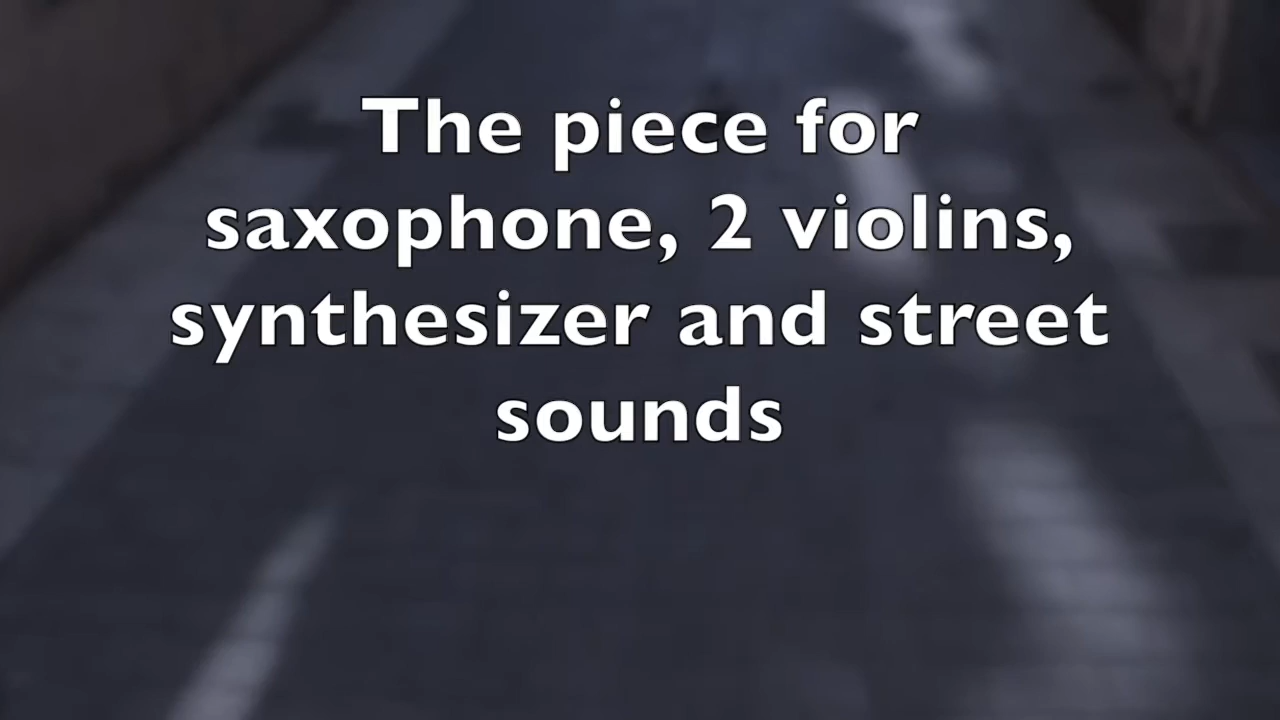 The piece for
saxophone, 2 violins,
synthesizer and street
sounds